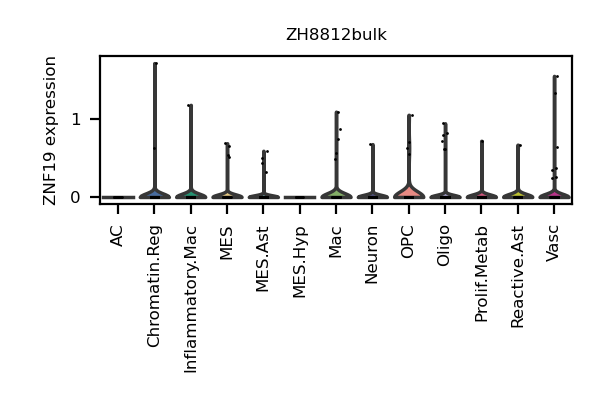 ZH8812bulk
ZNF19 expression
1
0
AC
Chromatin.Reg
Inflammatory.Mac
MES
MES.Ast
MES.Hyp
Mac
Neuron
OPC
Oligo
Prolif.Metab
Reactive.Ast
Vasc